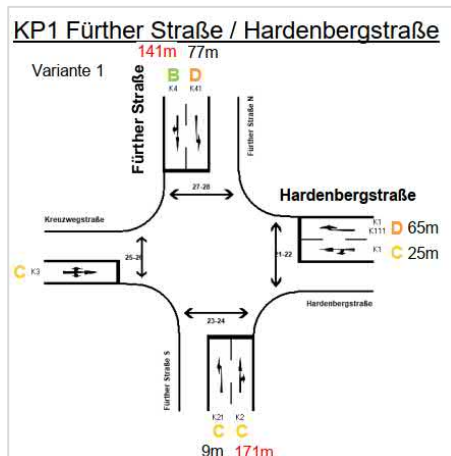 KP1 Fürther Straße / Hardenbergstraße
141m 77m
Variante 1
B D
K4 K41
Fürther Straße
Fürther Straße N
27-28
Hardenbergstraße
Kreuzwegstraße
K1
K111 D 65m
21-22
K1 C 25m
C K3
25-26
Hardenbergstraße
23-24
Fürther Straße S
K21 K2
C C
9m 171m